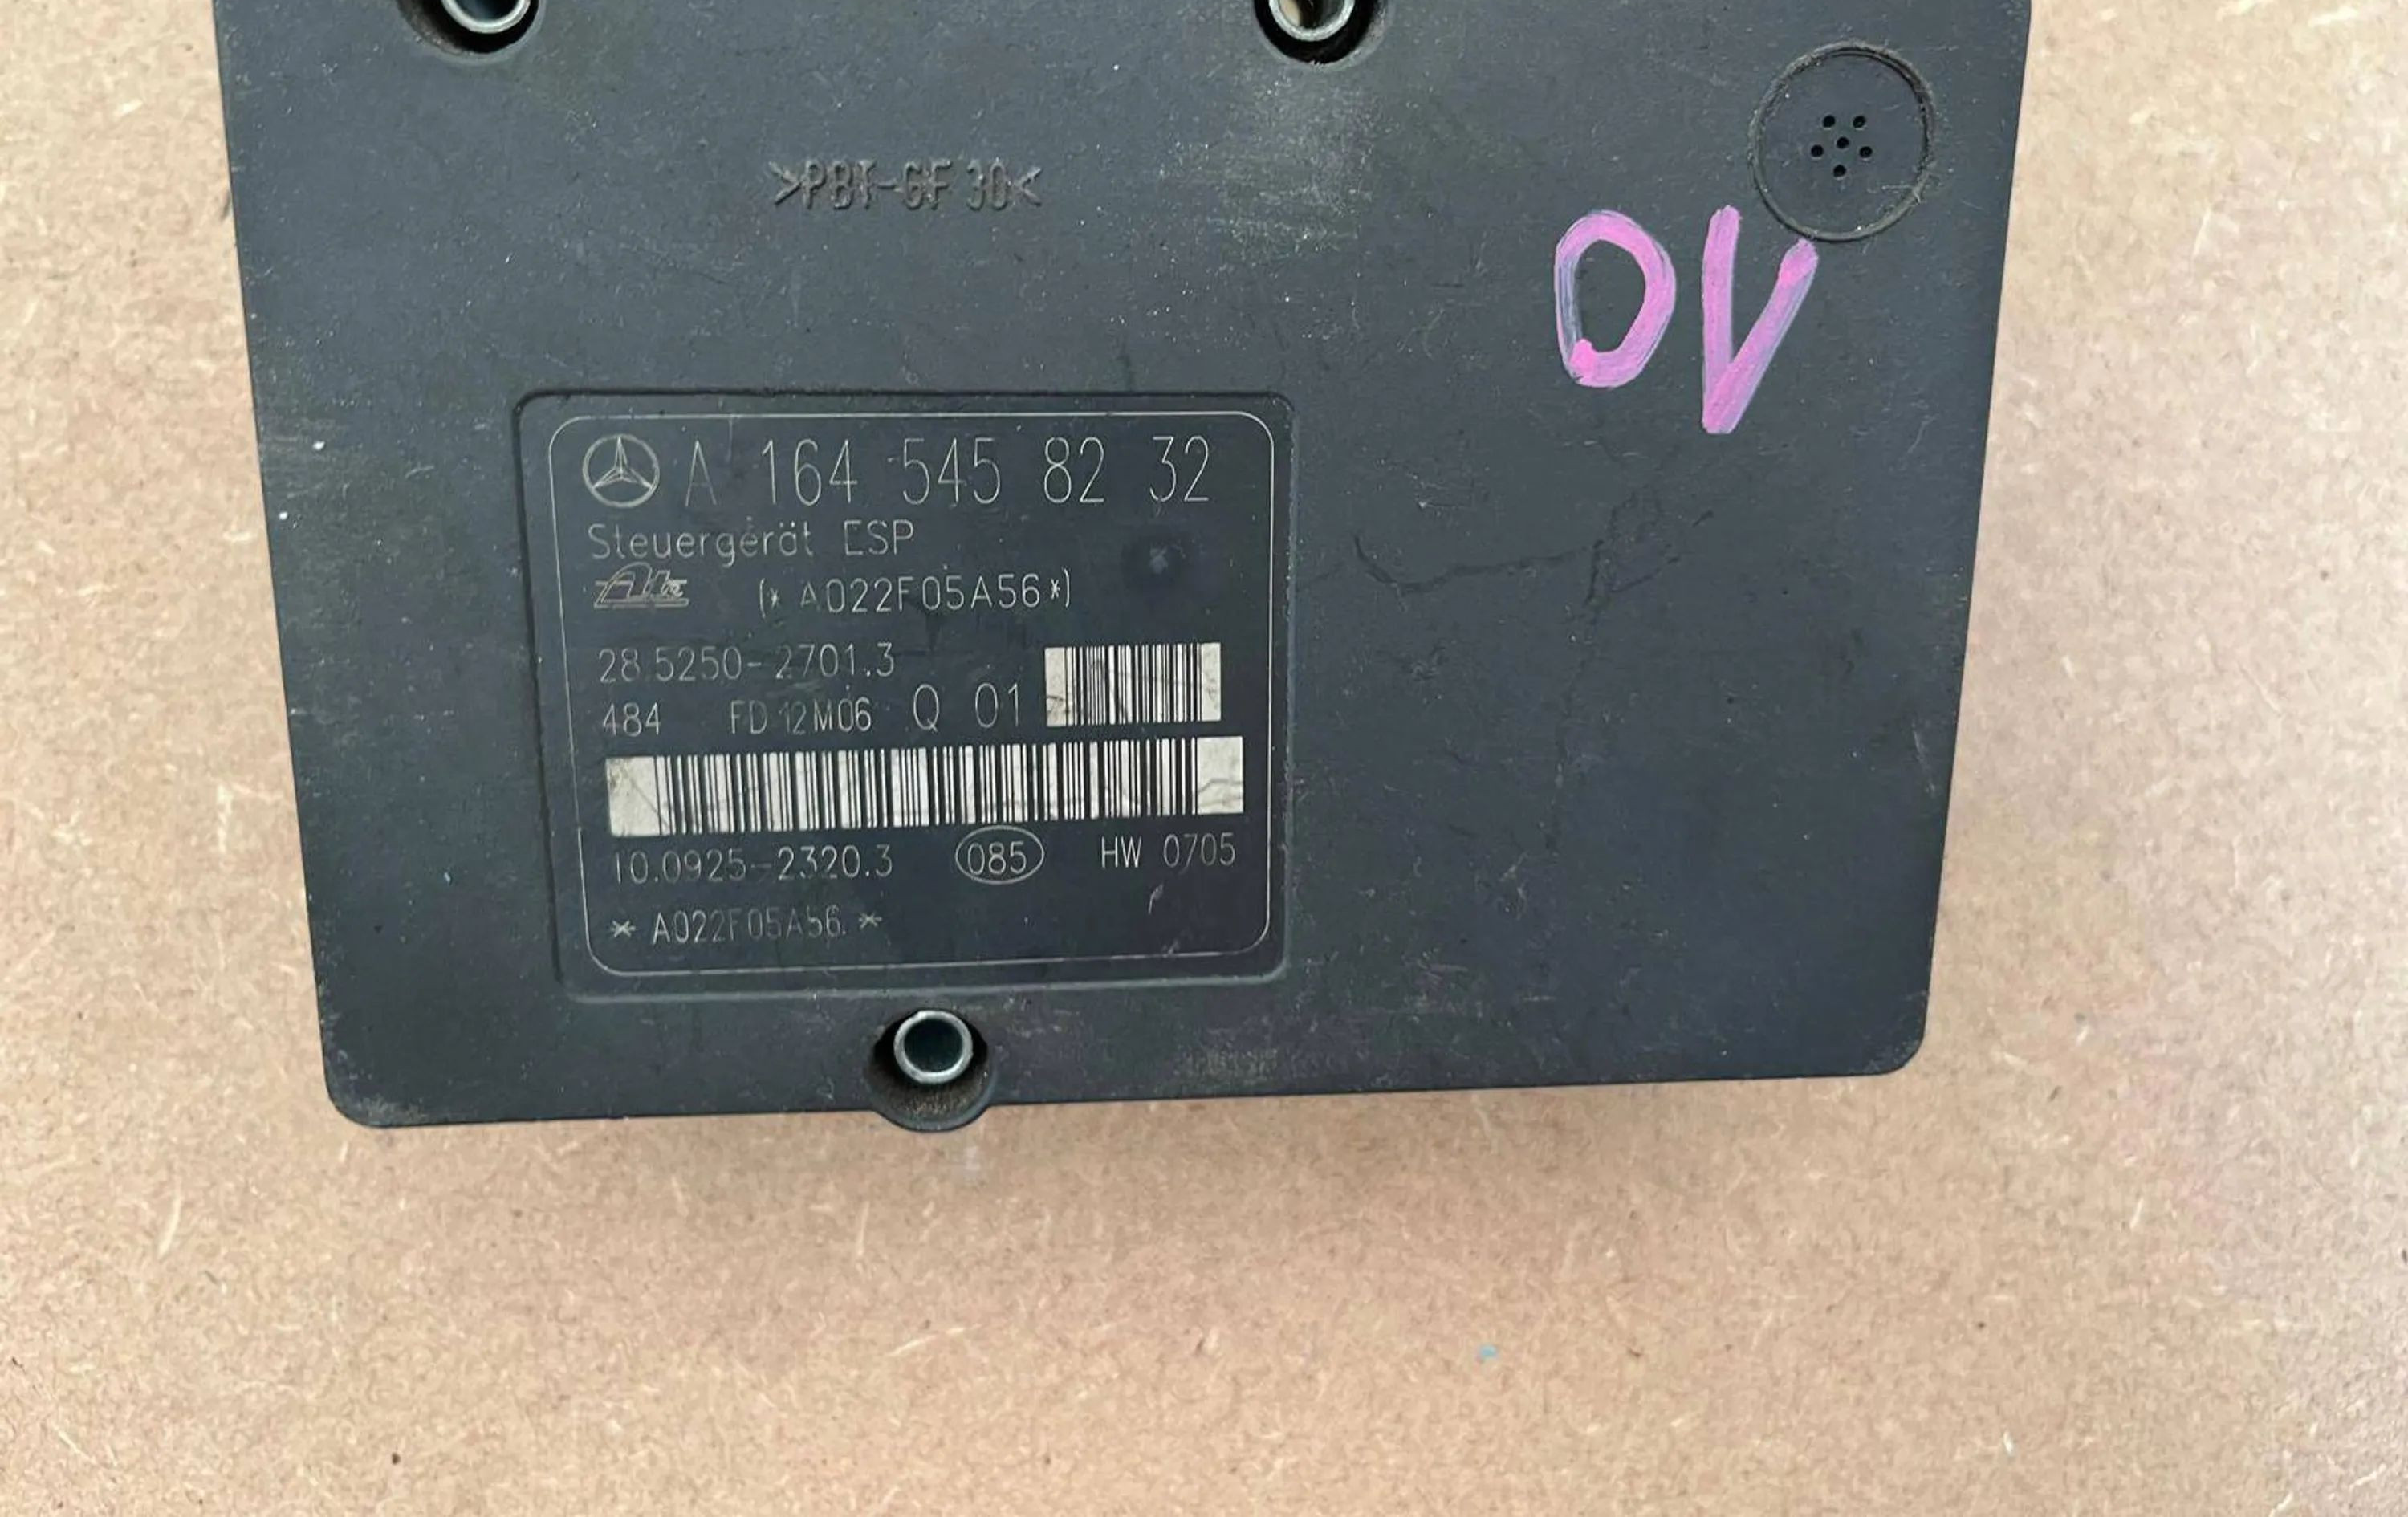 >PBT-GF 30<
OV
A 164 545 82 32
Steuergerät ESP
Ate (* A022F05A56*)
28.5250-2701.3
484 FD 12M06 Q 01
10.0925-2320.3 085 HW 0705
* A022F05A56. *